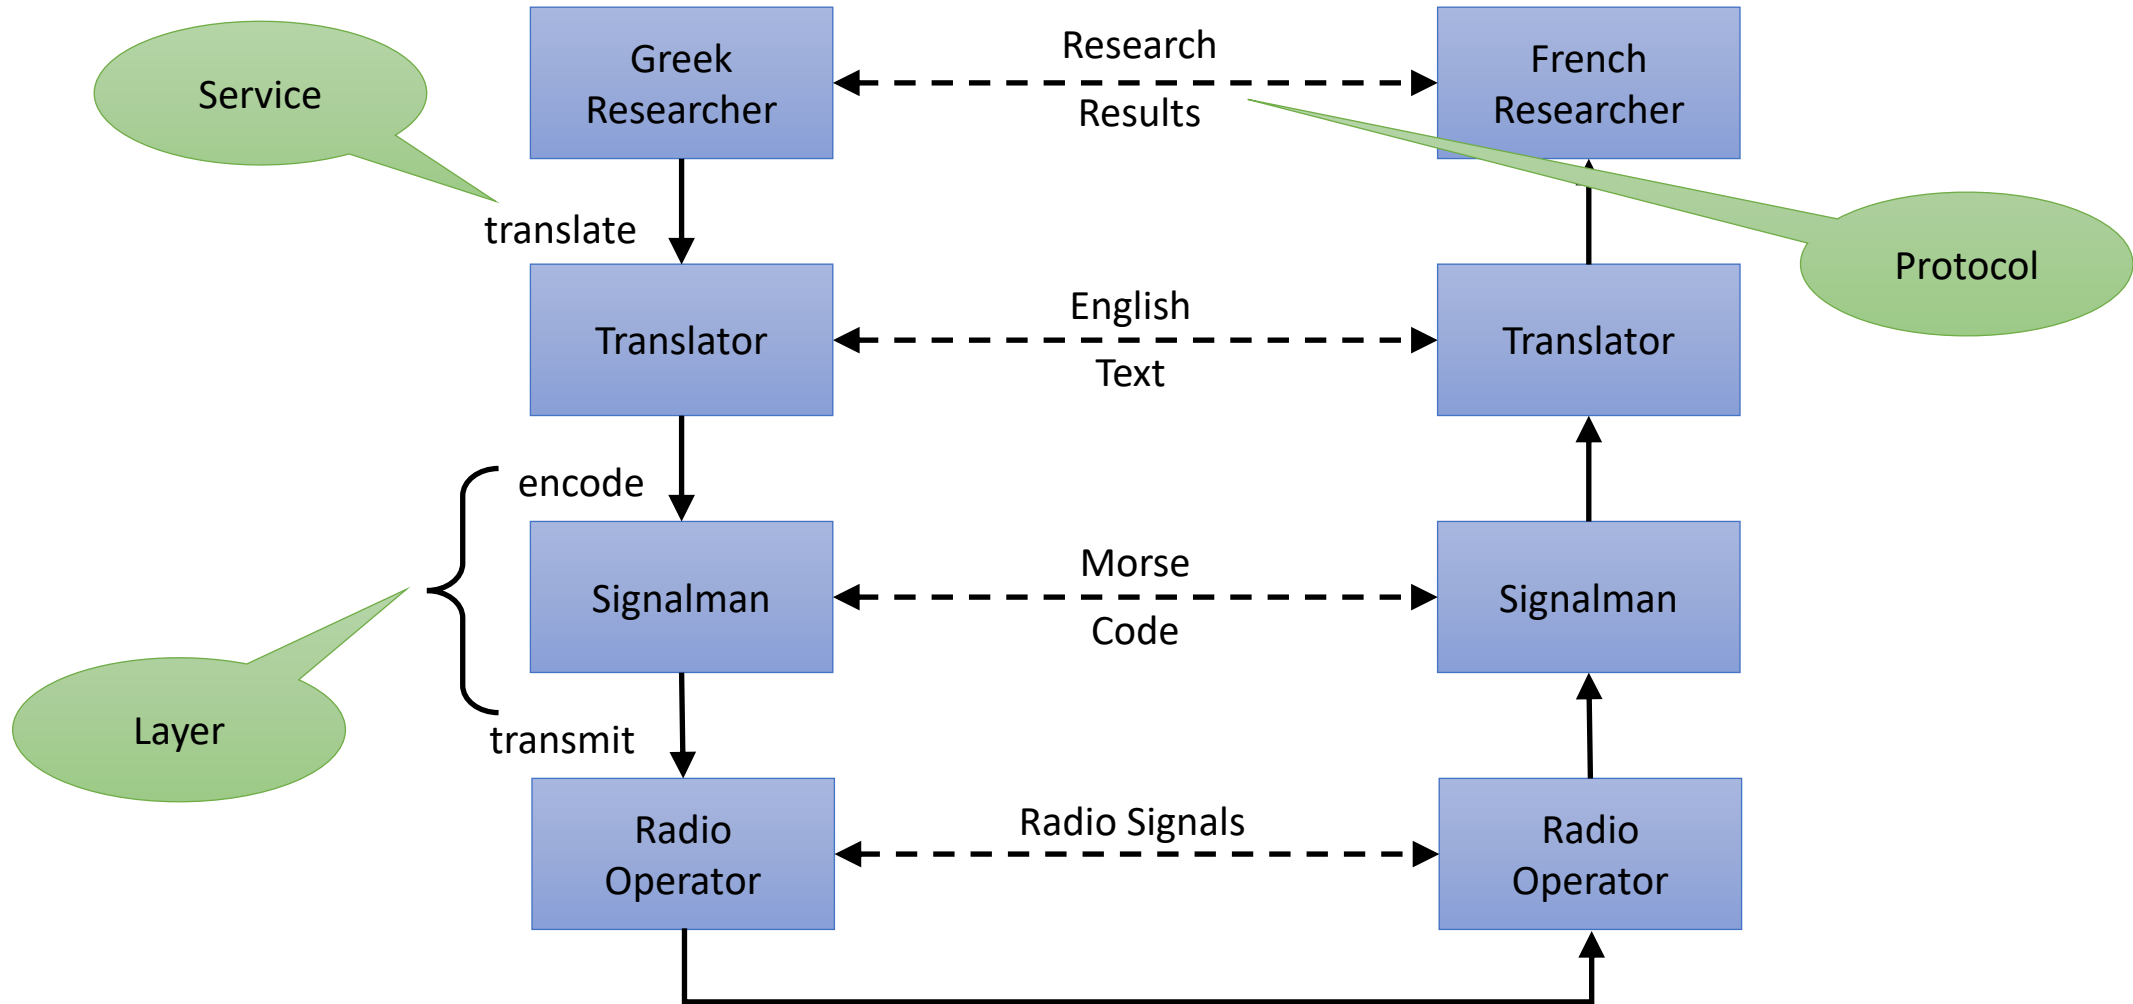 Service
Greek
Researcher
Research
Results
French
Researcher
translate
Protocol
Translator
English
Text
Translator
encode
Signalman
Morse
Code
Signalman
Layer
transmit
Radio
Operator
Radio Signals
Radio
Operator